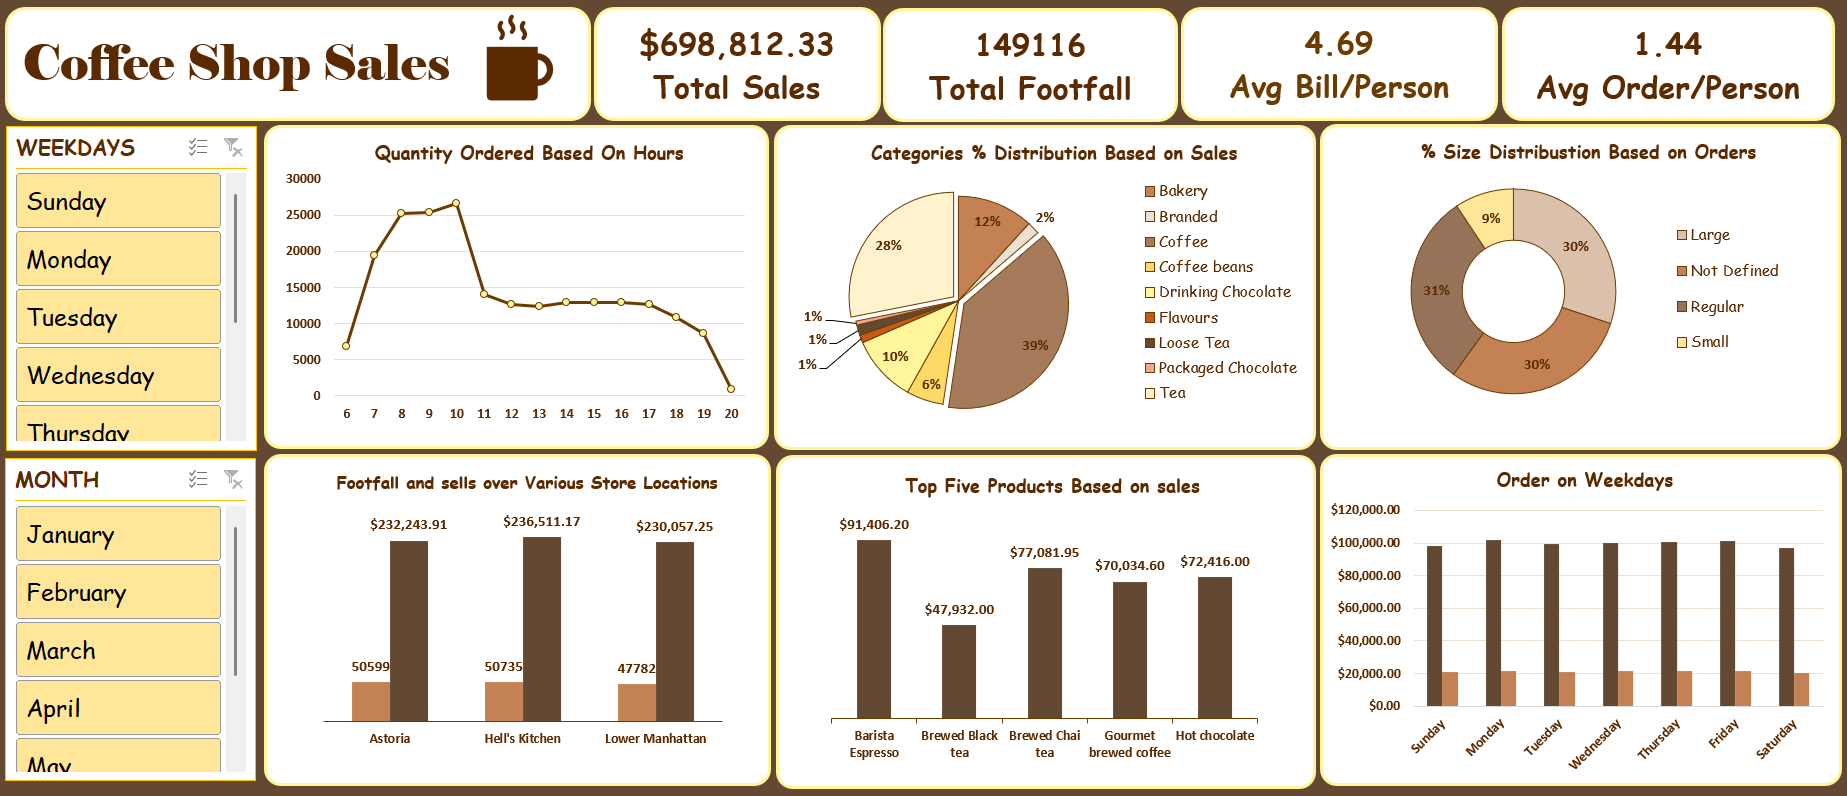 Coffee Shop Sales
$698,812.33
Total Sales
149116
Total Footfall
4.69
Avg Bill/Person
1.44
Avg Order/Person
WEEKDAYS
Sunday
Monday
Tuesday
Wednesday
Thursday
MONTH
January
February
March
April
May
Quantity Ordered Based On Hours
30000
25000
20000
15000
10000
5000
0
6 7 8 9 10 11 12 13 14 15 16 17 18 19 20
Categories % Distribution Based on Sales
12%
2%
39%
6%
10%
1%
1%
1%
28%
Bakery
Branded
Coffee
Coffee beans
Drinking Chocolate
Flavours
Loose Tea
Packaged Chocolate
Tea
% Size Distribustion Based on Orders
9%
30%
31%
30%
Large
Not Defined
Regular
Small
Footfall and sells over Various Store Locations
$232,243.91
$236,511.17
$230,057.25
50599
50735
47782
Astoria
Hell's Kitchen
Lower Manhattan
Top Five Products Based on sales
$91,406.20
$47,932.00
$77,081.95
$70,034.60
$72,416.00
Barista
Espresso
Brewed Black
tea
Brewed Chai
tea
Gourmet
brewed coffee
Hot chocolate
Order on Weekdays
$120,000.00
$100,000.00
$80,000.00
$60,000.00
$40,000.00
$20,000.00
$0.00
Sunday
Monday
Tuesday
Wednesday
Thursday
Friday
Saturday